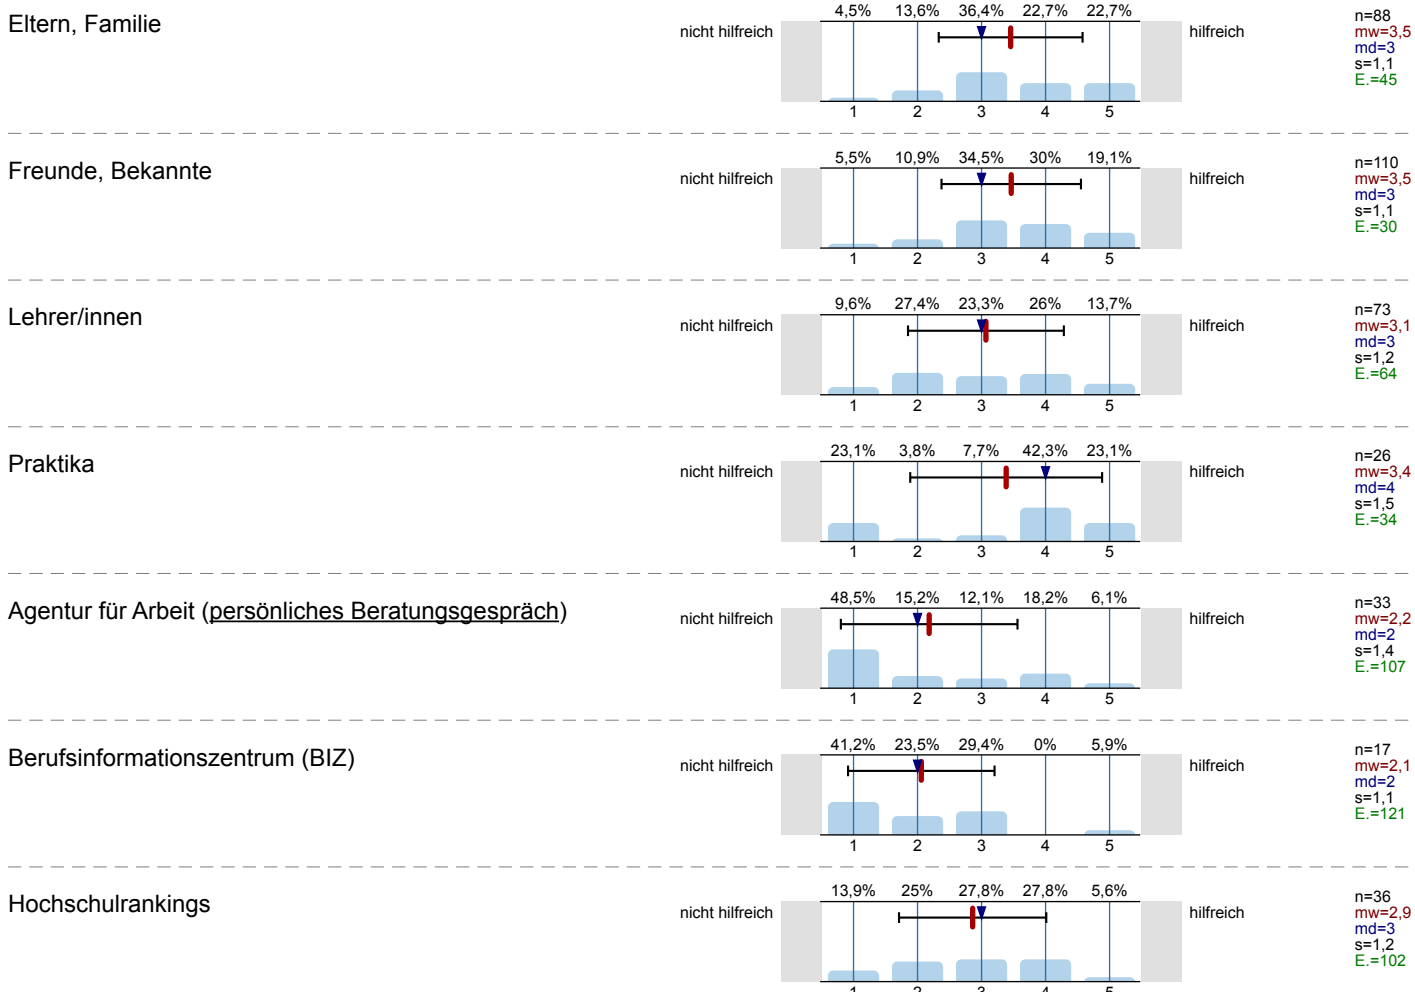 Eltern, Familie
nicht hilfreich
4,5% 13,6% 36,4% 22,7% 22,7%
1 2 3 4 5
hilfreich
n=88
mw=3,5
md=3
s=1,1
E.=45
Freunde, Bekannte
nicht hilfreich
5,5% 10,9% 34,5% 30% 19,1%
1 2 3 4 5
hilfreich
n=110
mw=3,5
md=3
s=1,1
E.=30
Lehrer/innen
nicht hilfreich
9,6% 27,4% 23,3% 26% 13,7%
1 2 3 4 5
hilfreich
n=73
mw=3,1
md=3
s=1,2
E.=64
Praktika
nicht hilfreich
23,1% 3,8% 7,7% 42,3% 23,1%
1 2 3 4 5
hilfreich
n=26
mw=3,4
md=4
s=1,5
E.=34
Agentur für Arbeit (persönliches Beratungsgespräch)
nicht hilfreich
48,5% 15,2% 12,1% 18,2% 6,1%
1 2 3 4 5
hilfreich
n=33
mw=2,2
md=2
s=1,4
E.=107
Berufsinformationszentrum (BIZ)
nicht hilfreich
41,2% 23,5% 29,4% 0% 5,9%
1 2 3 4 5
hilfreich
n=17
mw=2,1
md=2
s=1,1
E.=121
Hochschulrankings
nicht hilfreich
13,9% 25% 27,8% 27,8% 5,6%
1 2 3 4 5
hilfreich
n=36
mw=2,9
md=3
s=1,2
E.=102